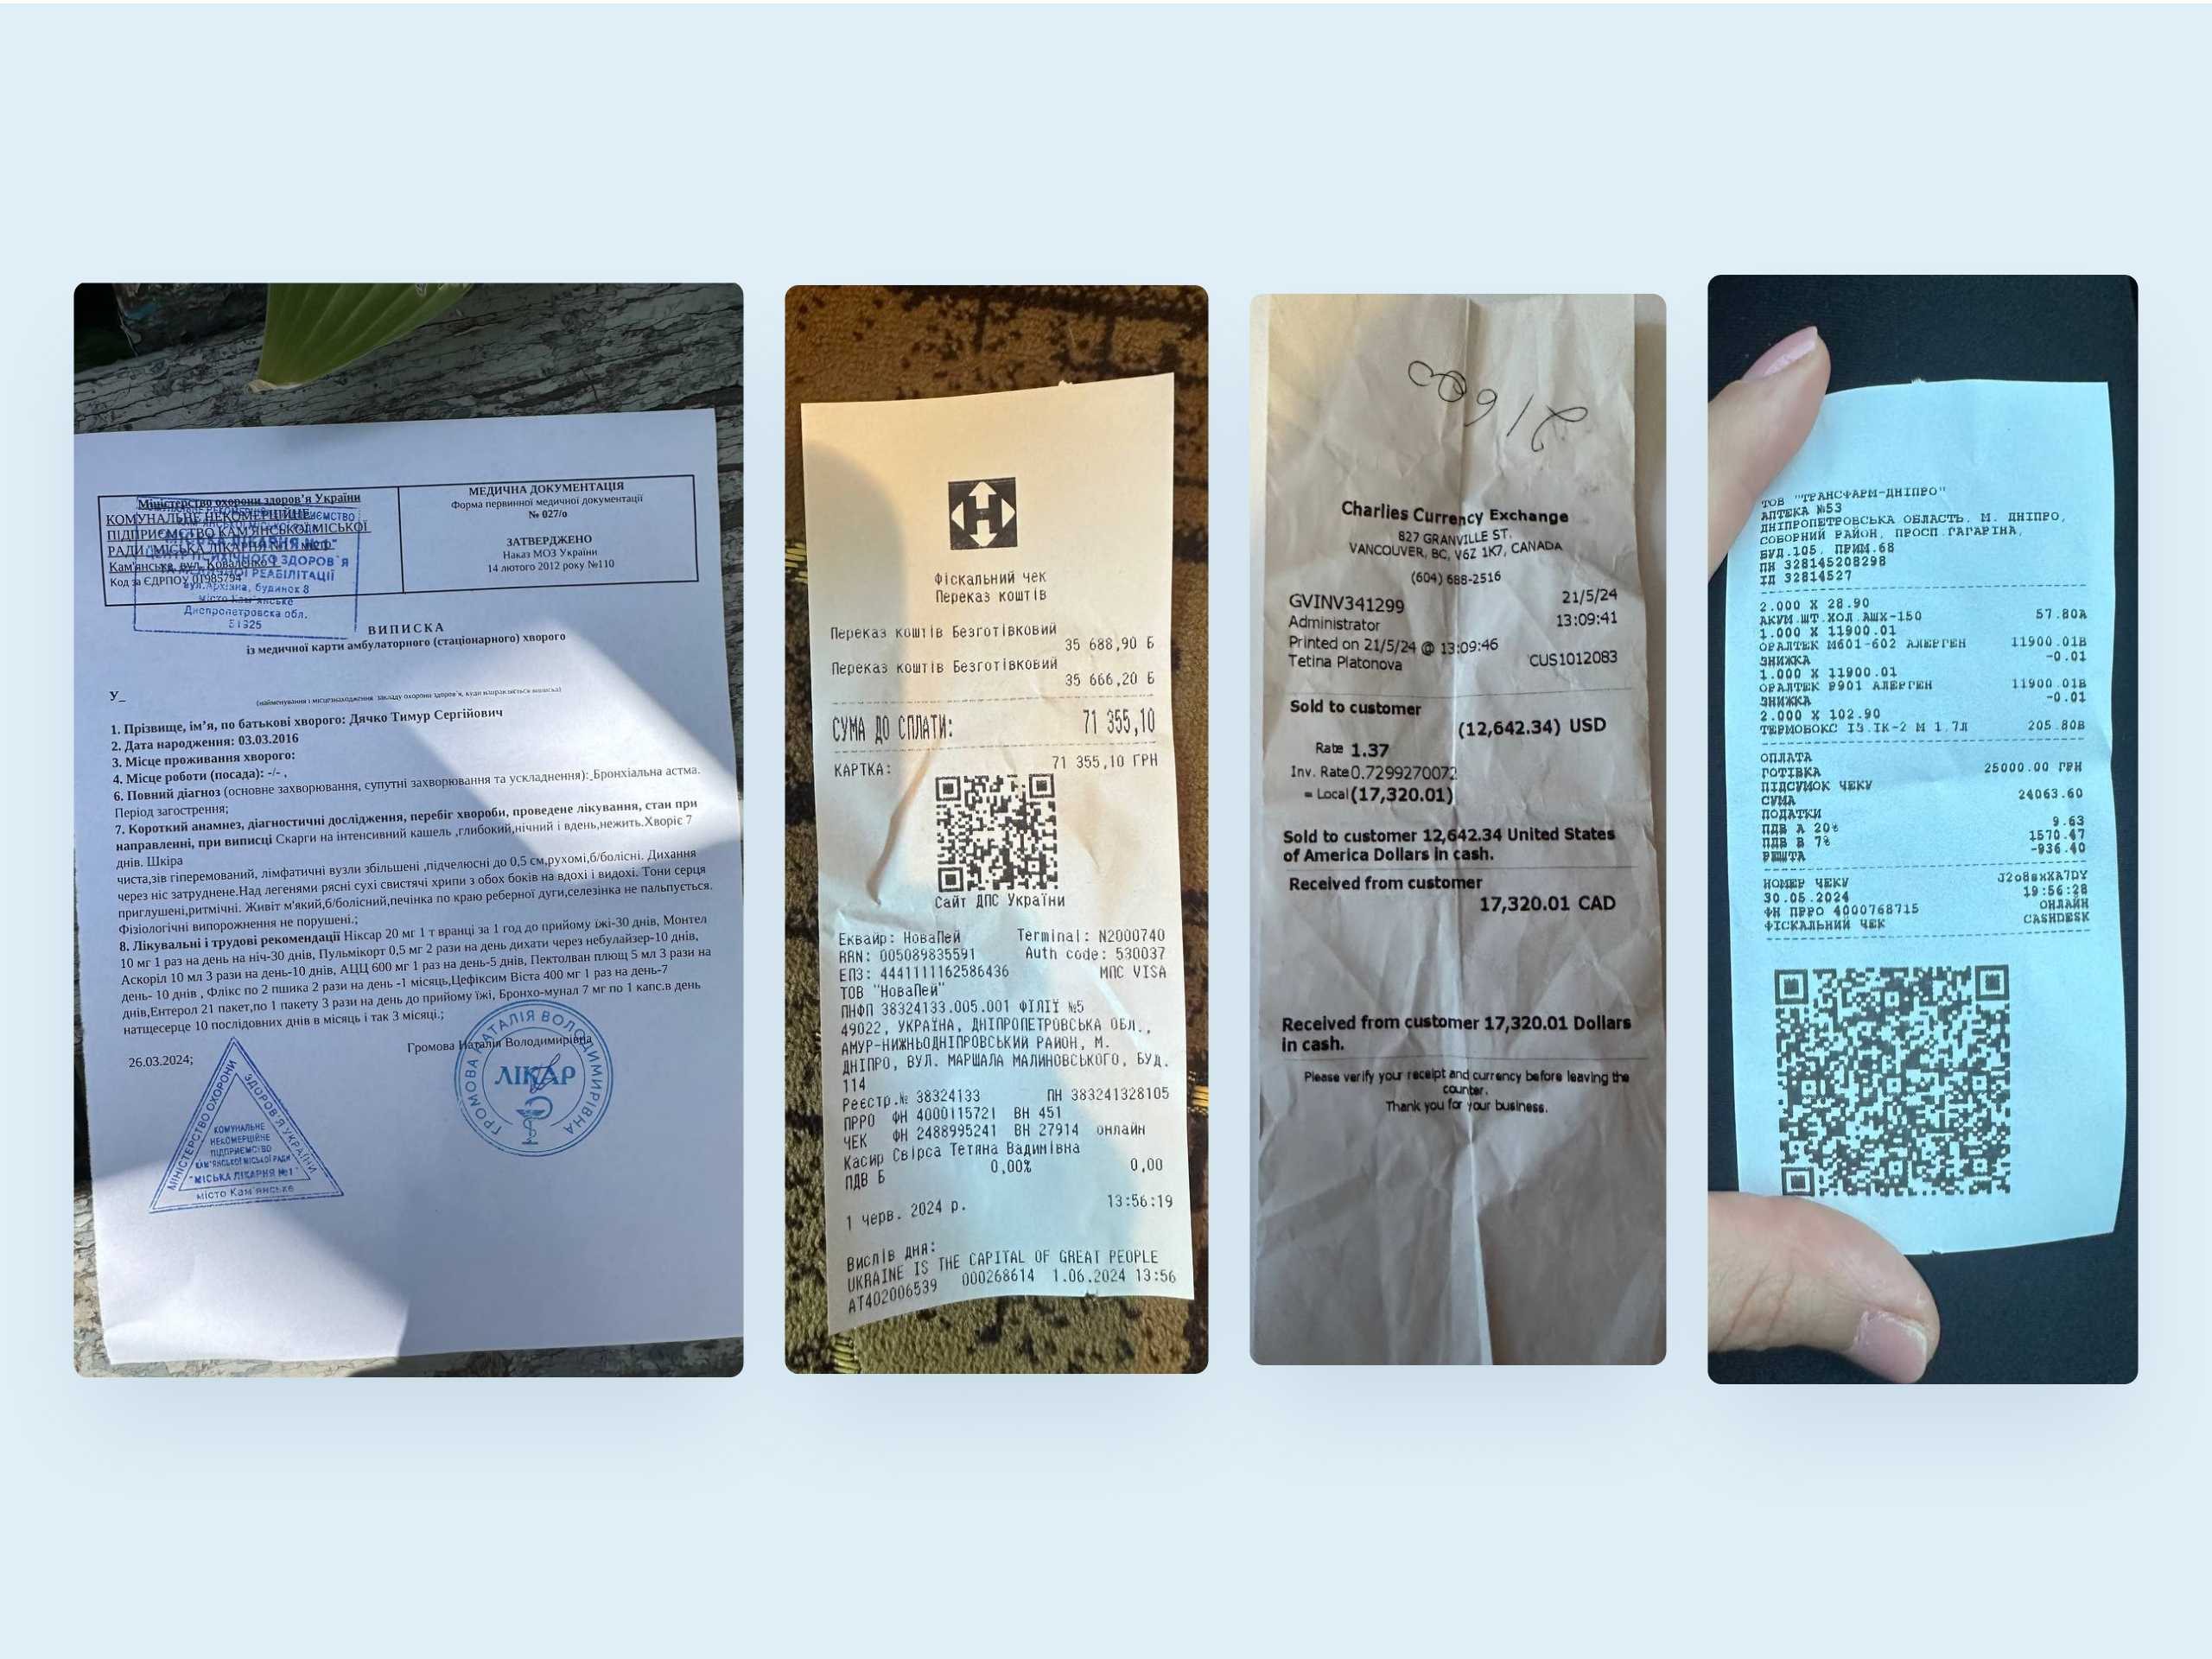 Міністерство охорони здоров'я України
КОМУНАЛЬНЕ НЕКОМЕРЦІЙНЕ
ПІДПРИЄМСТВО КАМ'ЯНСЬКОЇ МІСЬКОЇ
РАДИ "МІСЬКА ЛІКАРНЯ №1"
Кам'янське, вул. Коваленко 1
Код за ЄДРПОУ 01985794
МІСЬКА ЛІКАРНЯ №1"
ЦЕНТР ПСИХІЧНОГО ЗДОРОВ'Я
ТА МЕДИЧНОЇ РЕАБІЛІТАЦІЇ
будинок 8
місто Кам'янське
Днипропетровска обл.
51925
МЕДИЧНА ДОКУМЕНТАЦІЯ
Форма первинної медичної документації
№ 027/о
ЗАТВЕРДЖЕНО
Наказ МОЗ України
14 лютого 2012 року №110
ВИПИСКА
із медичної карти амбулаторного (стаціонарного) хворого
У_
(найменування і місцезнаходження закладу охорони здоров'я, куди направляється виписка)
1. Прізвище, ім'я, по батькові хворого: Дячко Тимур Сергійович
2. Дата народження: 03.03.2016
3. Місце проживання хворого:
4. Місце роботи (посада): -/- ,
6. Повний діагноз (основне захворювання, супутні захворювання та ускладнення): Бронхіальна астма.
Період загострення;
7. Короткий анамнез, діагностичні дослідження, перебіг хвороби, проведене лікування, стан при
направленні, при виписці Скарги на інтенсивний кашель ,глибокий,нічний і вдень,нежить.Хворіє 7
днів. Шкіра
чиста,зів гіперемований, лімфатичні вузли збільшені ,підчелюсні до 0,5 см,рухомі,б/болісні. Дихання
через ніс затруднене.Над легенями рясні сухі свистячі хрипи з обох боків на вдохі і видохі. Тони серця
приглушені,ритмічні. Живіт м'який,б/болісний,печінка по краю реберної дуги,селезінка не пальпується.
Фізіологічні випорожнення не порушені.;
8. Лікувальні і трудові рекомендації Ніксар 20 мг 1 т вранці за 1 год до прийому їжі-30 днів, Монтел
10 мг 1 раз на день на ніч-30 днів, Пульмікорт 0,5 мг 2 рази на день дихати через небулайзер-10 днів,
Аскоріл 10 мл 3 рази на день-10 днів, АЦЦ 600 мг 1 раз на день-5 днів, Пектолван плющ 5 мл 3 рази на
день- 10 днів , Флікс по 2 пшика 2 рази на день -1 місяць,Цефіксим Віста 400 мг 1 раз на день-7
днів,Ентерол 21 пакет,по 1 пакету 3 рази на день до прийому їжі, Бронхо-мунал 7 мг по 1 капс.в день
натщесерце 10 послідовних днів в місяць і так 3 місяці.;
Громова Наталія Володимирівна
26.03.2024;
ГРОМОВА НАТАЛІЯ ВОЛОДИМИРІВНА
ЛІКАР
МІНІСТЕРСТВО ОХОРОНИ ЗДОРОВ'Я УКРАЇНИ
КОМУНАЛЬНЕ
НЕКОМЕРЦІЙНЕ
ПІДПРИЄМСТВО
КАМ'ЯНСЬКОЇ МІСЬКОЇ РАДИ
"МІСЬКА ЛІКАРНЯ №1"
місто Кам'янське
Фіскальний чек
Переказ коштів
Переказ коштів Безготівковий
35 688,90 Б
Переказ коштів Безготівковий
35 666,20 Б
СУМА ДО СПЛАТИ: 71 355,10
КАРТКА: 71 355,10 ГРН
Сайт ДПС України
Еквайр: НоваПей Terminal: N2000740
RRN: 005089835591 Auth code: 530037
ЕПЗ: 4441111162586436 МПС VISA
ТОВ "НоваПей"
ПНФП 38324133.005.001 ФІЛІЇ №5
49022, УКРАЇНА, ДНІПРОПЕТРОВСЬКА ОБЛ.,
АМУР-НИЖНЬОДНІПРОВСЬКИЙ РАЙОН, М.
ДНІПРО, ВУЛ. МАРШАЛА МАЛИНОВСЬКОГО, БУД.
114
Реєстр.№ 38324133 ПН 383241328105
ПРРО ФН 4000115721 ВН 451
ЧЕК ФН 2488995241 ВН 27914 онлайн
Касир Свірса Тетяна Вадимівна
ПДВ Б 0,00% 0,00
1 черв. 2024 р. 13:56:19
Вислів дня:
UKRAINE IS THE CAPITAL OF GREAT PEOPLE
АТ402006539 000268614 1.06.2024 13:56
Charlies Currency Exchange
827 GRANVILLE ST.
VANCOUVER, BC, V6Z 1K7, CANADA
(604) 688-2516
GVINV341299 21/5/24
Administrator 13:09:41
Printed on 21/5/24 @ 13:09:46
Tetina Platonova CUS1012083
Sold to customer
(12,642.34) USD
Rate 1.37
Inv. Rate 0.7299270072
= Local (17,320.01)
Sold to customer 12,642.34 United States
of America Dollars in cash.
Received from customer
17,320.01 CAD
Received from customer 17,320.01 Dollars
in cash.
Please verify your receipt and currency before leaving the
counter.
Thank you for your business.
ТОВ "ТРАНСФАРМ-ДНІПРО"
АПТЕКА №53
ДНІПРОПЕТРОВСЬКА ОБЛАСТЬ, М. ДНІПРО,
СОБОРНИЙ РАЙОН, ПРОСП.ГАГАРІНА,
БУД.105, ПРИМ.68
ПН 328145208298
ІД 32814527
2.000 X 28.90
АКУМ.ШТ.ХОЛ.АШХ-150 57.80А
1.000 X 11900.01
ОРАЛТЕК М601-602 АЛЕРГЕН 11900.01В
ЗНИЖКА -0.01
1.000 X 11900.01
ОРАЛТЕК Р901 АЛЕРГЕН 11900.01В
ЗНИЖКА -0.01
2.000 X 102.90
ТЕРМОБОКС ІЗ.ІК-2 М 1.7Л 205.80В
ОПЛАТА
ГОТІВКА 25000.00 ГРН
ПІДСУМОК ЧЕКУ
СУМА 24063.60
ПОДАТКИ
ПДВ А 20% 9.63
ПДВ В 7% 1570.47
РЕШТА -936.40
НОМЕР ЧЕКУ J2o8sxXA7DY
30.05.2024 19:56:28
ФН ПРРО 4000768715 ОНЛАЙН
ФІСКАЛЬНИЙ ЧЕК CASHDESK